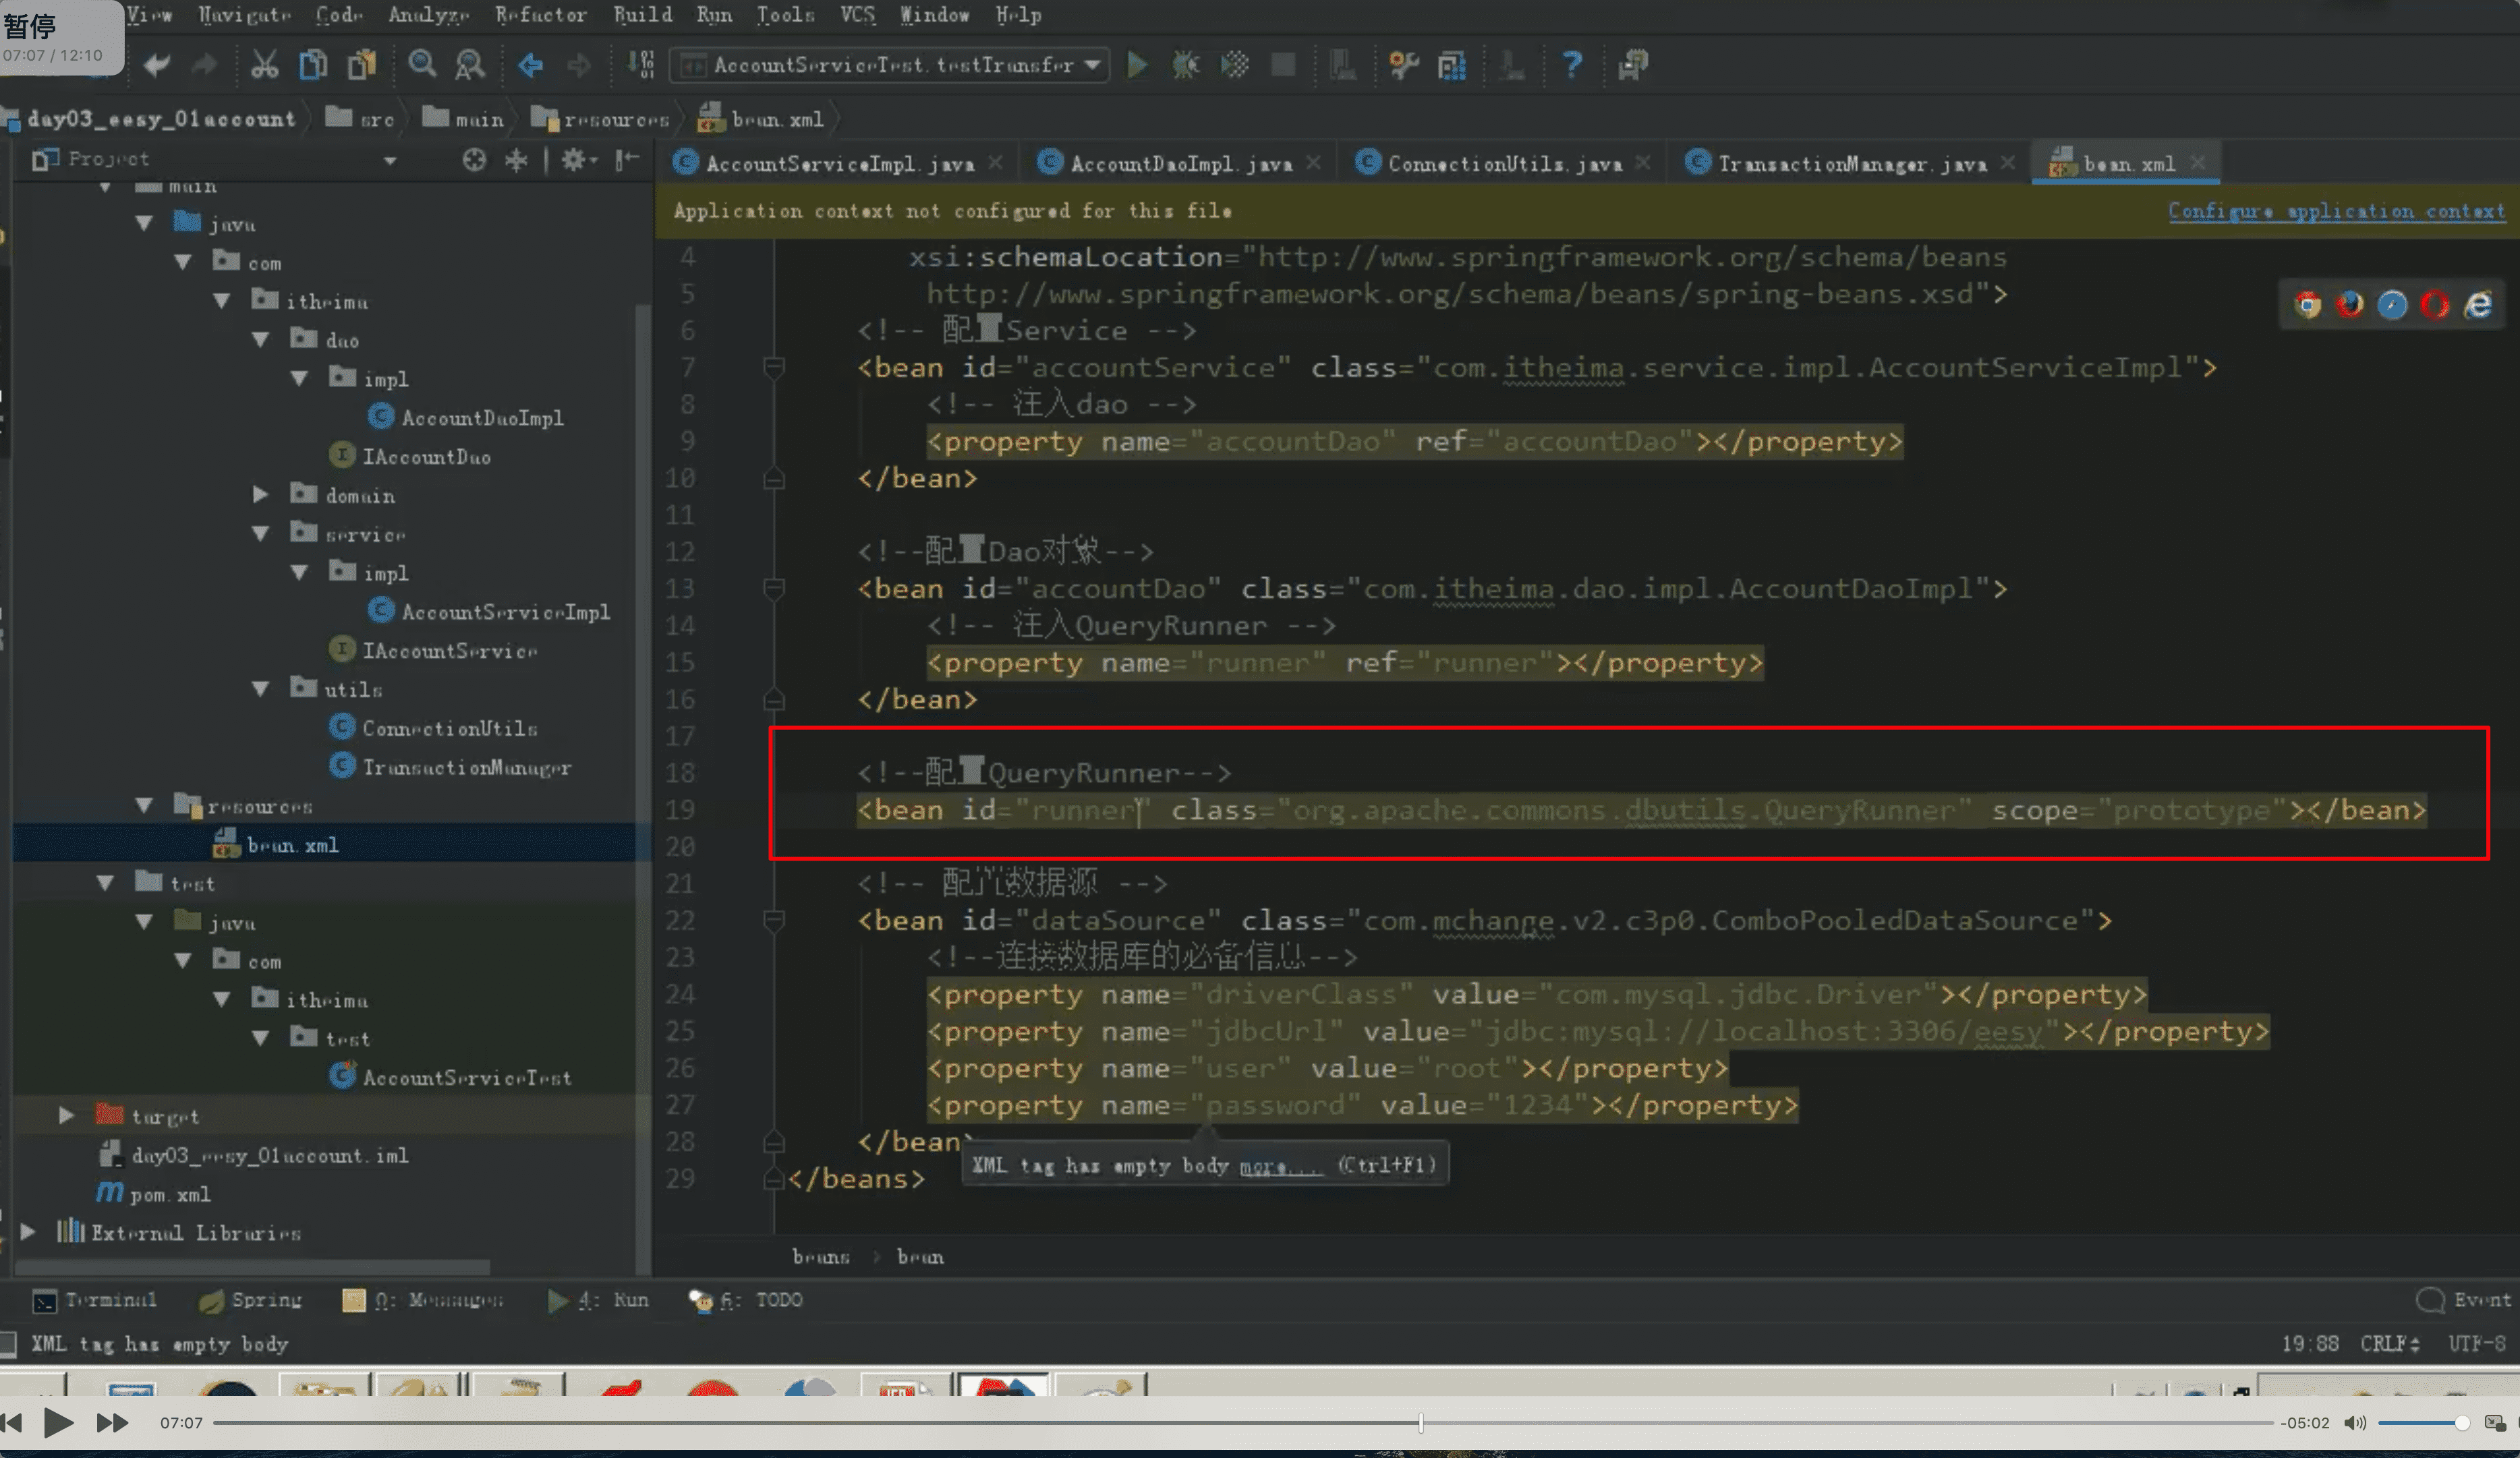 暂停
07:07 / 12:10
View Navigate Code Analyze Refactor Build Run Tools VCS Window Help
AccountServiceTest.testTransfer
day03_eesy_01account src main resources bean.xml
Project
AccountServiceImpl.java AccountDaoImpl.java ConnectionUtils.java TransactionManager.java bean.xml
Application context not configured for this file Configure application context
main
java
com
itheima
dao
impl
AccountDaoImpl
IAccountDao
domain
service
impl
AccountServiceImpl
IAccountService
utils
ConnectionUtils
TransactionManager
resources
bean.xml
test
java
com
itheima
test
AccountServiceTest
target
day03_eesy_01account.iml
pom.xml
External Libraries
4 xsi:schemaLocation="http://www.springframework.org/schema/beans
5 http://www.springframework.org/schema/beans/spring-beans.xsd">
6 <!-- 配置Service -->
7 <bean id="accountService" class="com.itheima.service.impl.AccountServiceImpl">
8 <!-- 注入dao -->
9 <property name="accountDao" ref="accountDao"></property>
10 </bean>
11
12 <!--配置Dao对象-->
13 <bean id="accountDao" class="com.itheima.dao.impl.AccountDaoImpl">
14 <!-- 注入QueryRunner -->
15 <property name="runner" ref="runner"></property>
16 </bean>
17
18 <!--配置QueryRunner-->
19 <bean id="runner" class="org.apache.commons.dbutils.QueryRunner" scope="prototype"></bean>
20
21 <!-- 配置数据源 -->
22 <bean id="dataSource" class="com.mchange.v2.c3p0.ComboPooledDataSource">
23 <!--连接数据库的必备信息-->
24 <property name="driverClass" value="com.mysql.jdbc.Driver"></property>
25 <property name="jdbcUrl" value="jdbc:mysql://localhost:3306/eesy"></property>
26 <property name="user" value="root"></property>
27 <property name="password" value="1234"></property>
28 </bean>
XML tag has empty body more... (Ctrl+F1)
29 </beans>
beans bean
Terminal Spring 0: Messages 4: Run 6: TODO Event
XML tag has empty body 19:88 CRLF UTF-8
07:07 -05:02